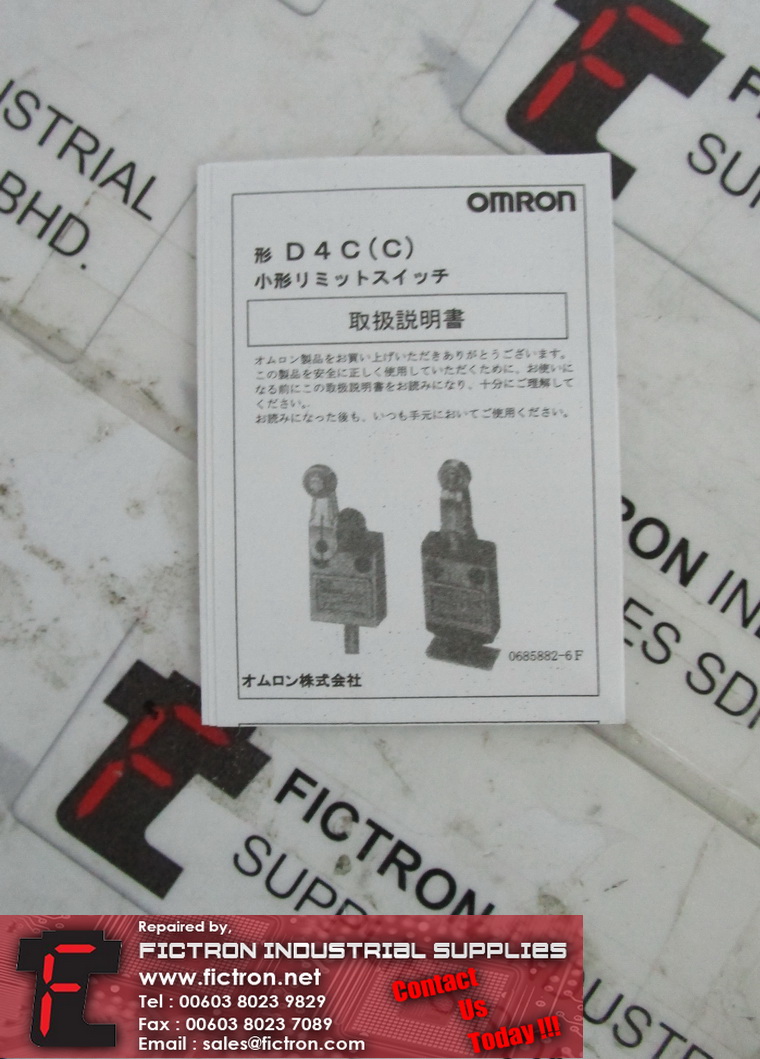 STRIAL
BHD.
F
SUP
OMRON
形 D4C(C)
小形リミットスイッチ
取扱説明書
オムロン製品をお買い上げいただきありがとうございます。
この製品を安全に正しく使用していただくために、お使いに
なる前にこの取扱説明書をお読みになり、十分にご理解して
ください。
お読みになった後も、いつも手元においてご使用ください。
0685882-6F
オムロン株式会社
RON IN
ES SD
FICTRON
SUPP
DUSTR
Repaired by,
FICTRON INDUSTRIAL SUPPLIES
www.fictron.net
Tel : 00603 8023 9829
Fax : 00603 8023 7089
Email : sales@fictron.com
Contact
Us
Today !!!